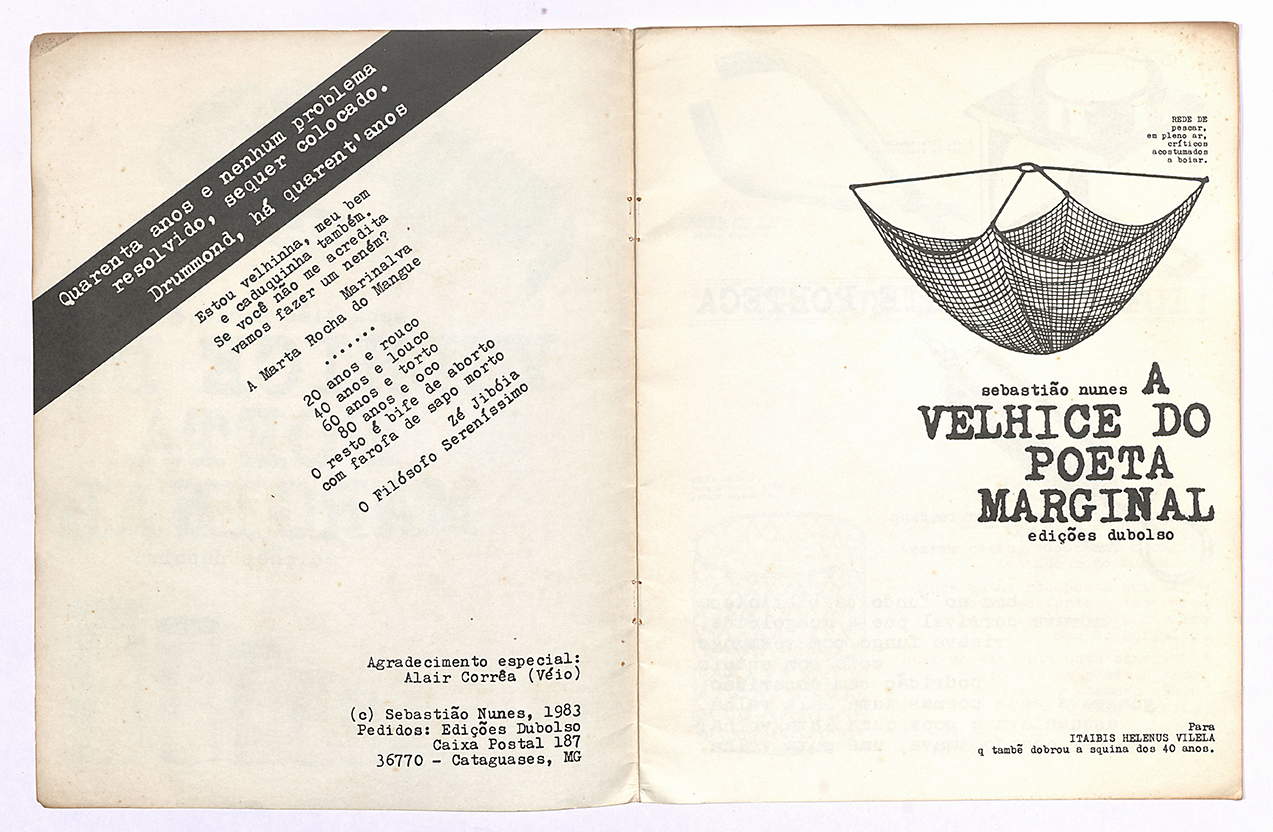 Quarenta anos e nenhum problema
resolvido, sequer colocado.
Drummond, há quarent'anos
Estou velhinha, meu bem
e caduquinha também.
Se você não me acredita
vamos fazer um neném?
Marinalva
A Marta Rocha do Mangue
.......
20 anos e rouco
40 anos e louco
60 anos e torto
80 anos e oco
O resto é bife de aborto
com farofa de sapo morto
Zé Jibóia
O Filósofo Sereníssimo
Agradecimento especial:
Alair Corrêa (Véio)
(c) Sebastião Nunes, 1983
Pedidos: Edições Dubolso
Caixa Postal 187
36770 - Cataguases, MG
REDE DE
pescar,
em pleno ar,
críticos
acostumados
a boiar.
sebastião nunes A
VELHICE DO
POETA
MARGINAL
edições dubolso
Para
ITAIBIS HELENUS VILELA
q tambẽ dobrou a squina dos 40 anos.